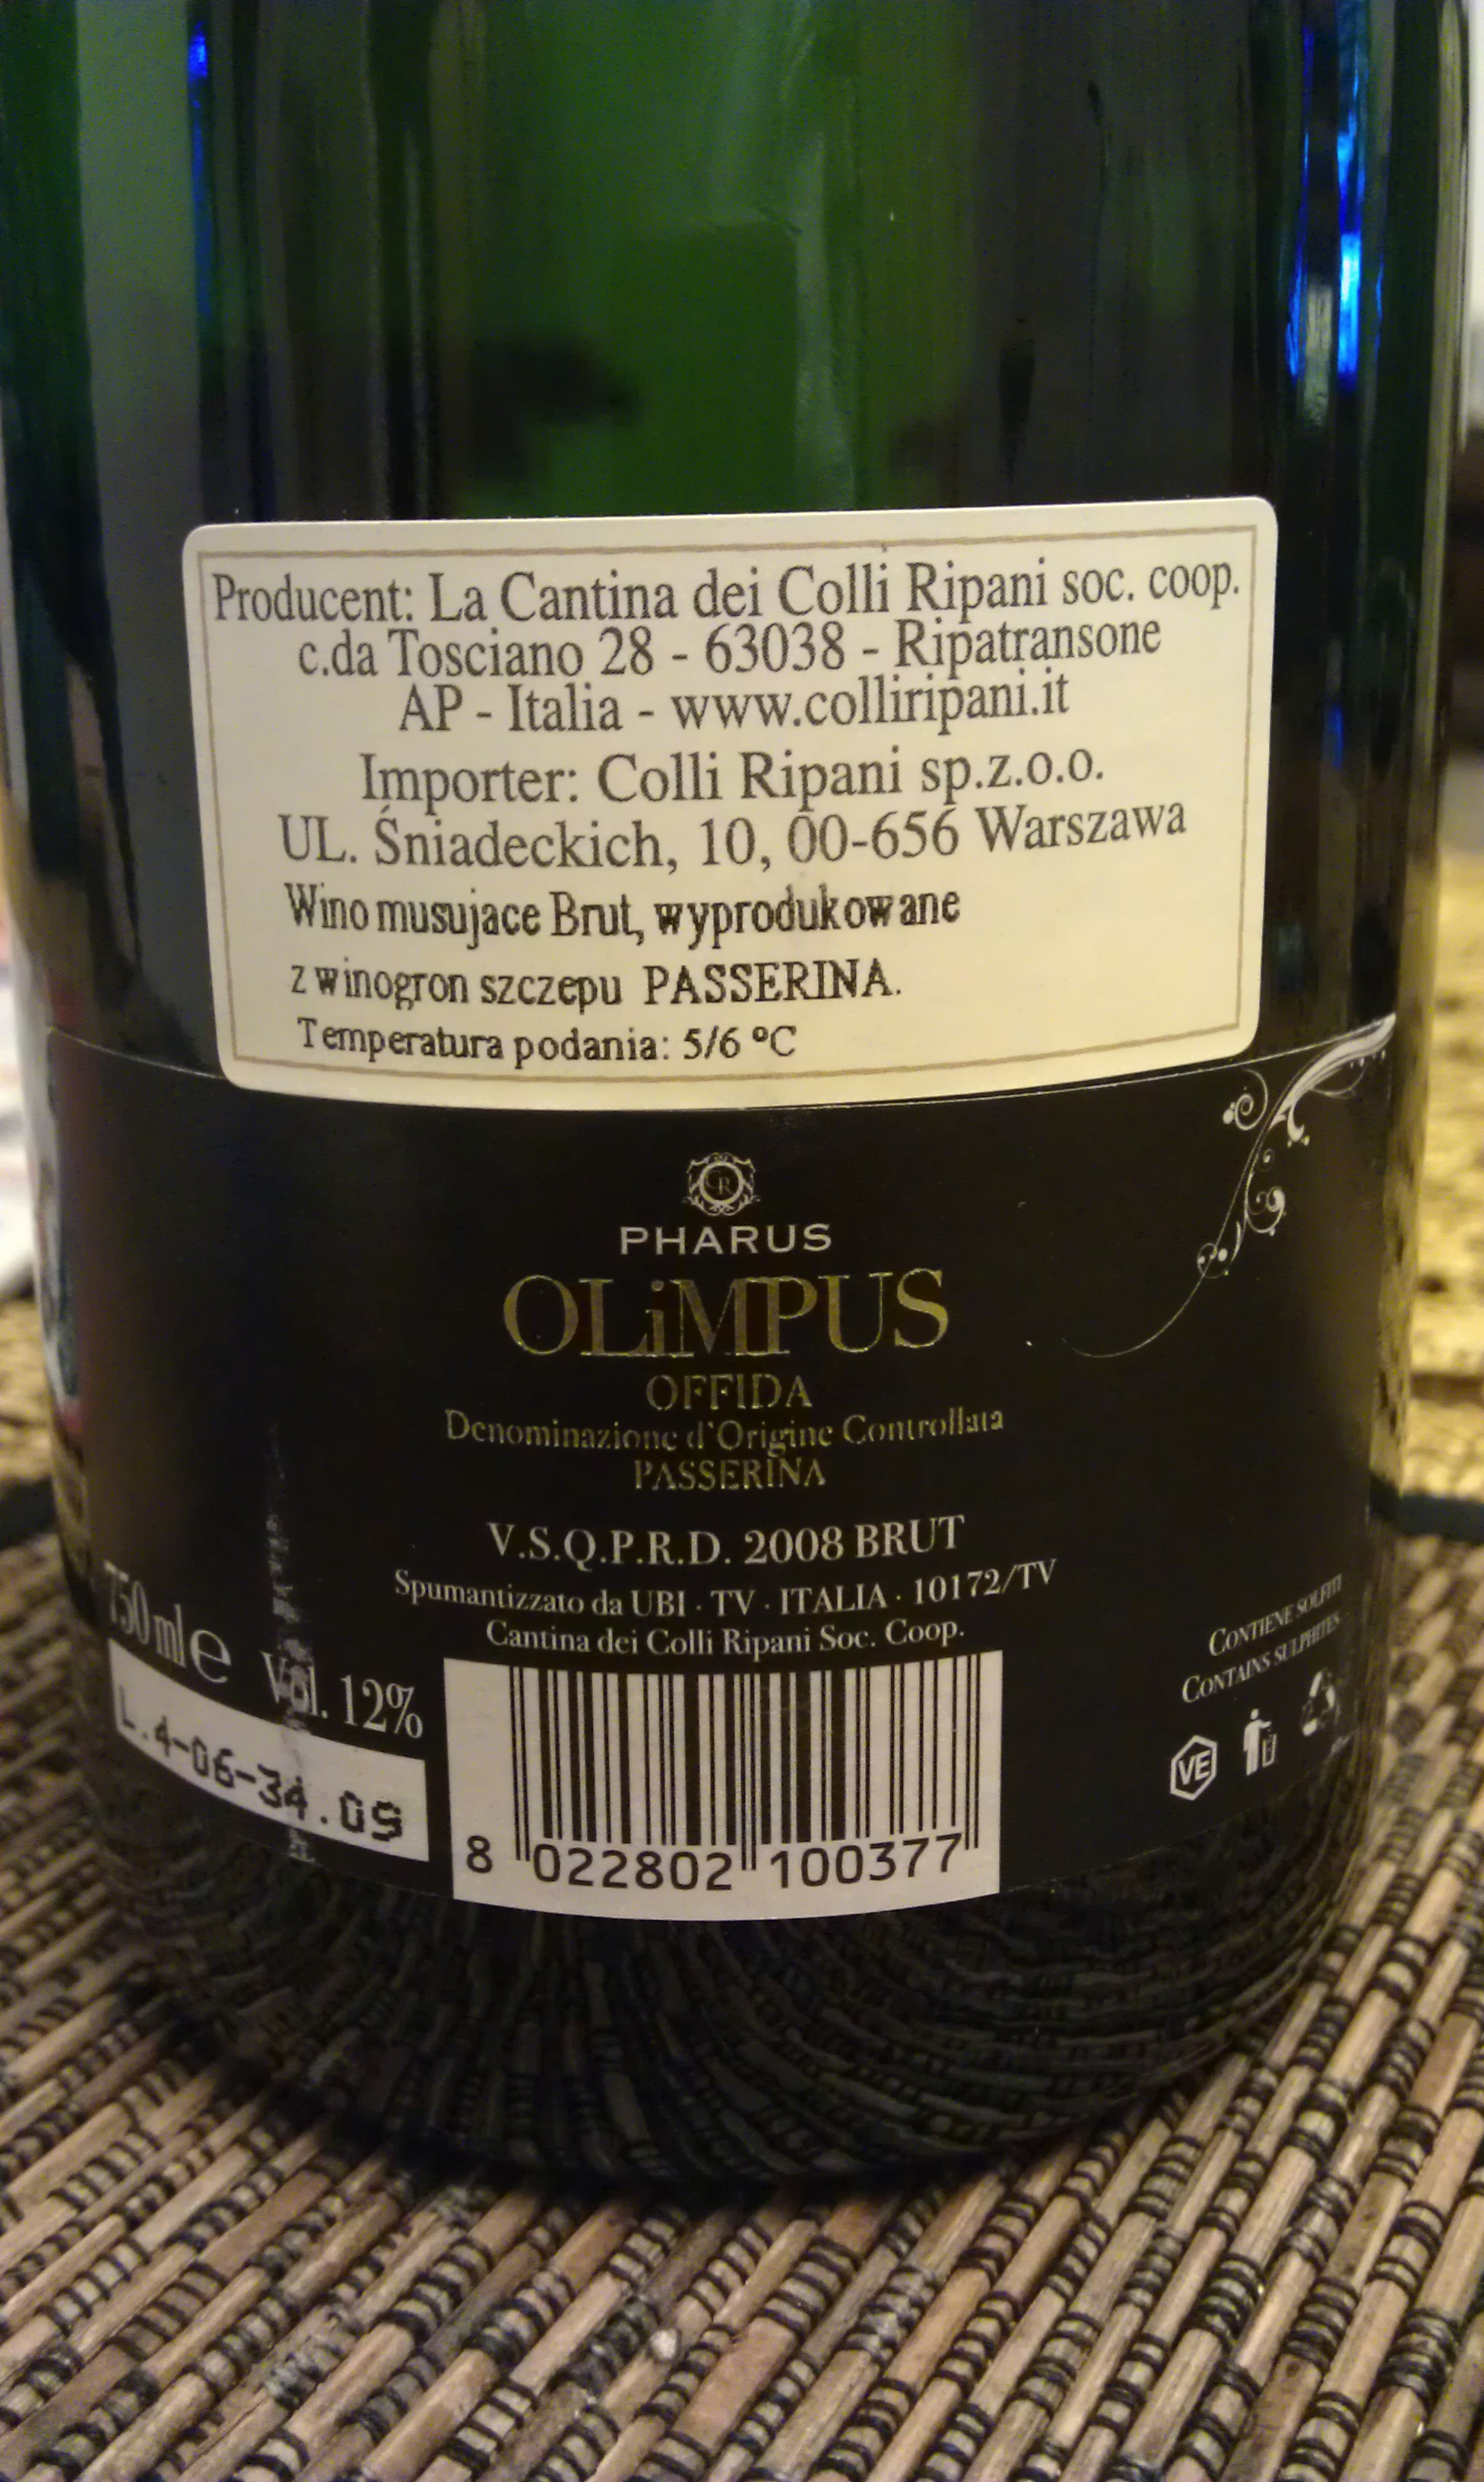 Producent: La Cantina dei Colli Ripani soc. coop.
c.da Tosciano 28 - 63038 - Ripatransone
AP - Italia - www.colliripani.it
Importer: Colli Ripani sp.z.o.o.
UL. Śniadeckich, 10, 00-656 Warszawa
Wino musujace Brut, wyprodukowane
z winogron szczepu PASSERINA.
Temperatura podania: 5/6 °C
CR
PHARUS
OLiMPUS
OFFIDA
Denominazione d'Origine Controllata
PASSERINA
V.S.Q.P.R.D. 2008 BRUT
Spumantizzato da UBI · TV · ITALIA · 10172/TV
Cantina dei Colli Ripani Soc. Coop.
750 ml e Vol. 12%
L.4-06-34.09
8 022802 100377
CONTIENE SOLFITI
CONTAINS SULPHITES
VE